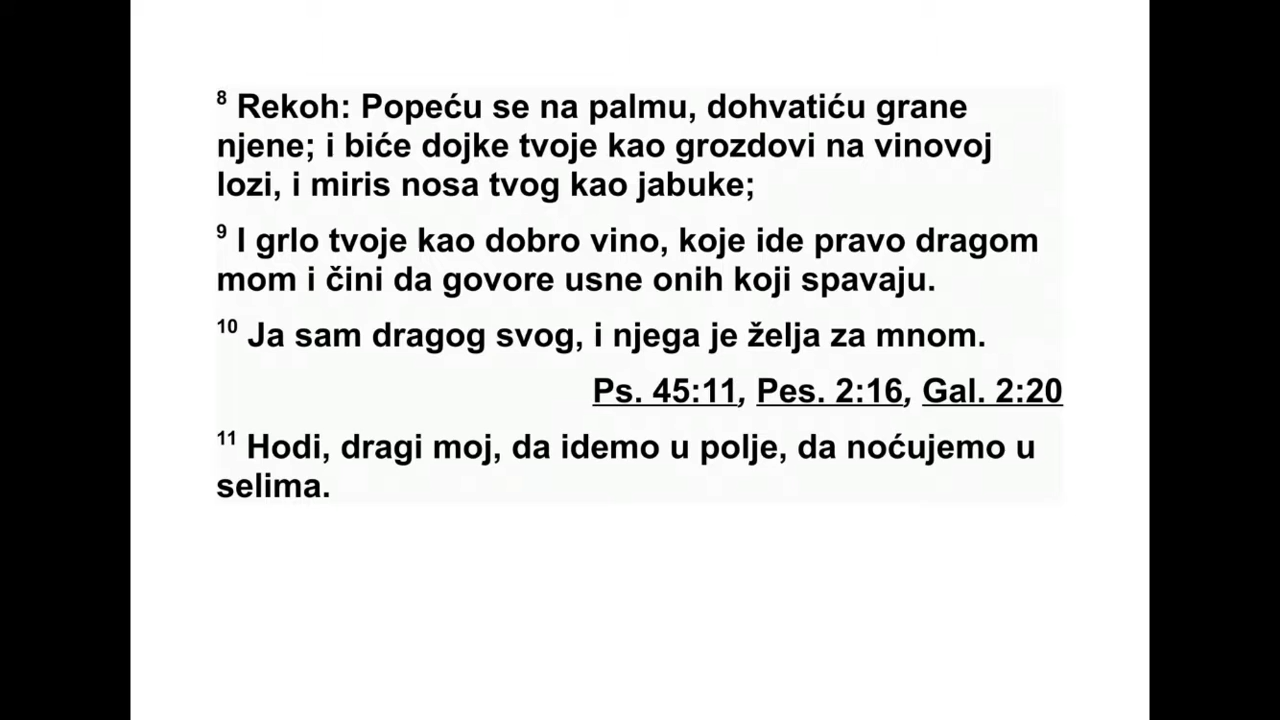 8 Rekoh: Popeću se na palmu, dohvatiću grane
njene; i biće dojke tvoje kao grozdovi na vinovoj
lozi, i miris nosa tvog kao jabuke;
9 I grlo tvoje kao dobro vino, koje ide pravo dragom
mom i čini da govore usne onih koji spavaju.
10 Ja sam dragog svog, i njega je želja za mnom.
Ps. 45:11, Pes. 2:16, Gal. 2:20
11 Hodi, dragi moj, da idemo u polje, da noćujemo u
selima.